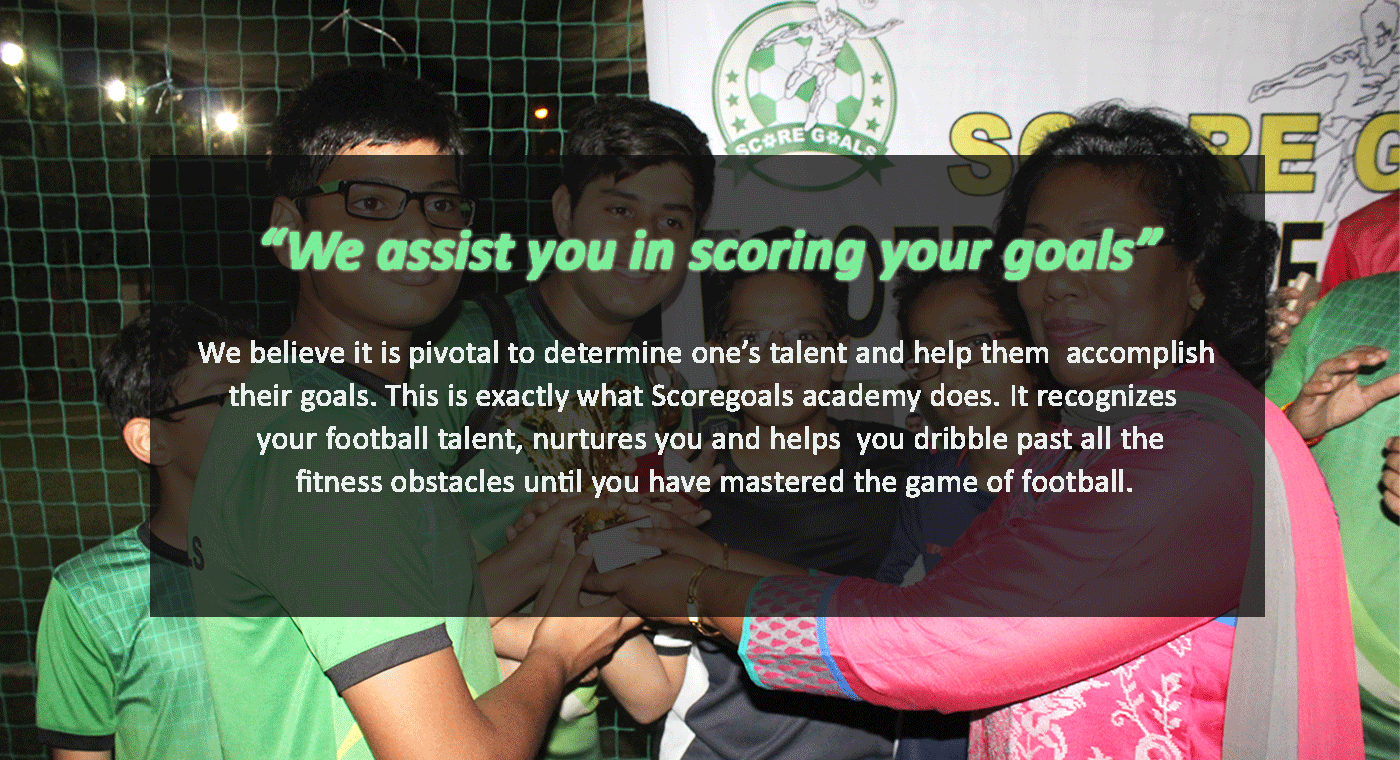 SCORE GOALS
SCORE G
“We assist you in scoring your goals”
We believe it is pivotal to determine one’s talent and help them  accomplish
their goals. This is exactly what Scoregoals academy does. It recognizes
your football talent, nurtures you and helps  you dribble past all the
fitness obstacles until you have mastered the game of football.